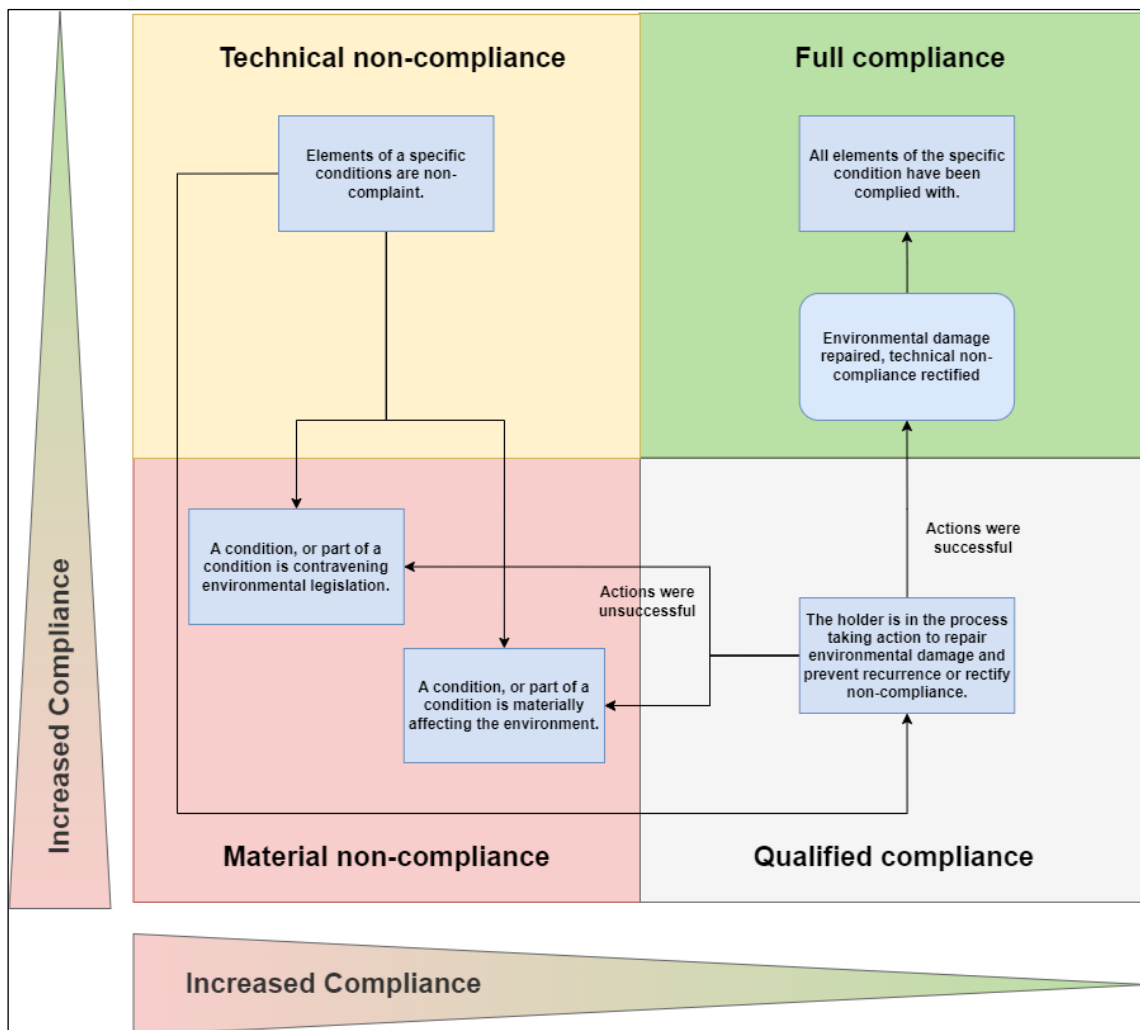 Technical non-compliance
Full compliance
Elements of a specific
conditions are non-
complaint.
All elements of the specific
condition have been
complied with.
Environmental damage
repaired, technical non-
compliance rectified
A condition, or part of a
condition is contravening
environmental legislation.
Actions were
successful
Actions were
unsuccessful
The holder is in the process
taking action to repair
environmental damage and
prevent recurrence or rectify
non-compliance.
A condition, or part of a
condition is materially
affecting the environment.
Material non-compliance
Qualified compliance
Increased Compliance
Increased Compliance